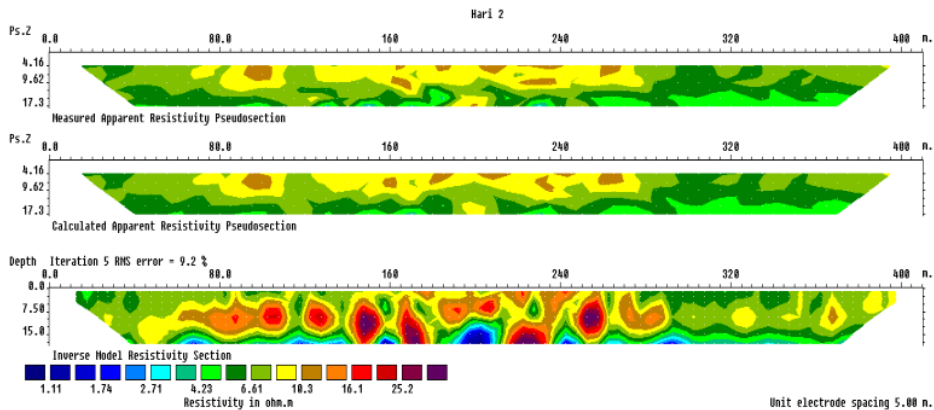 Hari 2
Ps.Z 0.0 80.0 160 240 320 400 m.
4.16
9.62
17.3
Measured Apparent Resistivity Pseudosection
Ps.Z 0.0 80.0 160 240 320 400 m.
4.16
9.62
17.3
Calculated Apparent Resistivity Pseudosection
Depth Iteration 5 RMS error = 9.2 %
0.0 80.0 160 240 320 400 m.
0.0
7.50
15.0
Inverse Model Resistivity Section
1.11 1.74 2.71 4.23 6.61 10.3 16.1 25.2
Resistivity in ohm.m
Unit electrode spacing 5.00 m.